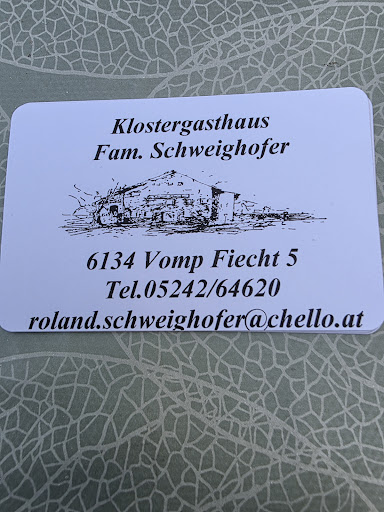 Klostergasthaus
Fam. Schweighofer
6134 Vomp Fiecht 5
Tel.05242/64620
roland.schweighofer@chello.at